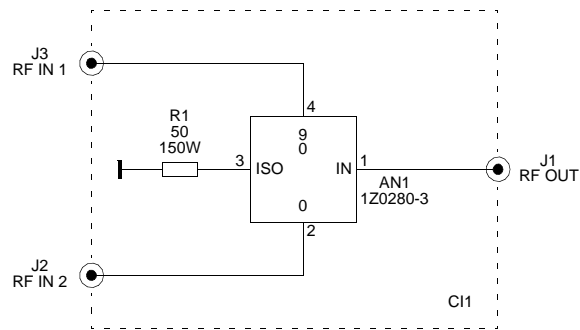 J3
RF IN 1
4
R1
50
150W
9
0
3
ISO
IN
1
J1
RF OUT
AN1
1Z0280-3
0
2
J2
RF IN 2
CI1